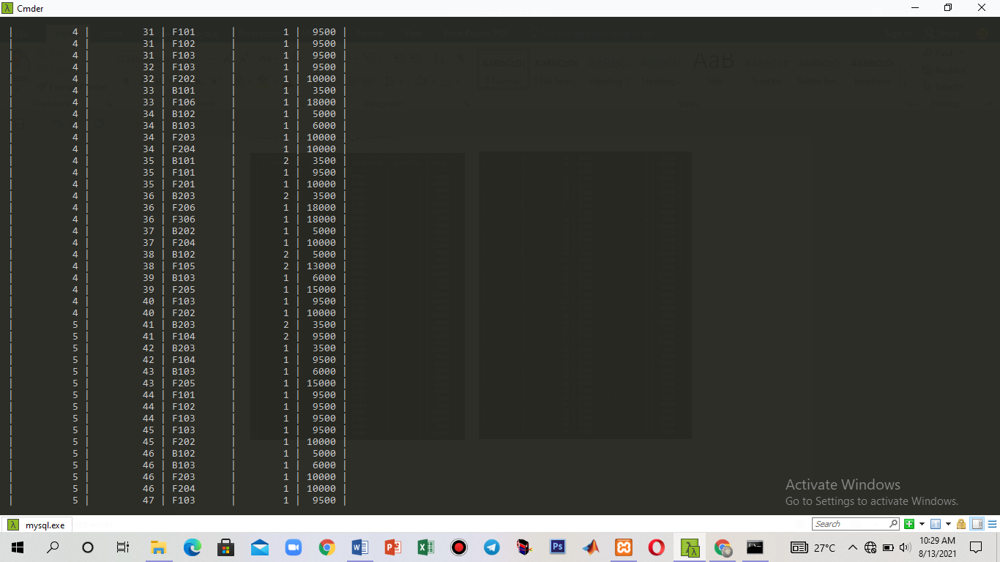 Cmder
| 4 | 31 | F101 | 1 | 9500 |
| 4 | 31 | F102 | 1 | 9500 |
| 4 | 31 | F103 | 1 | 9500 |
| 4 | 32 | F103 | 1 | 9500 |
| 4 | 32 | F202 | 1 | 10000 |
| 4 | 33 | B101 | 1 | 3500 |
| 4 | 33 | F106 | 1 | 18000 |
| 4 | 34 | B102 | 1 | 5000 |
| 4 | 34 | B103 | 1 | 6000 |
| 4 | 34 | F203 | 1 | 10000 |
| 4 | 34 | F204 | 1 | 10000 |
| 4 | 35 | B101 | 2 | 3500 |
| 4 | 35 | F101 | 1 | 9500 |
| 4 | 35 | F201 | 1 | 10000 |
| 4 | 36 | B203 | 2 | 3500 |
| 4 | 36 | F206 | 1 | 18000 |
| 4 | 36 | F306 | 1 | 18000 |
| 4 | 37 | B202 | 1 | 5000 |
| 4 | 37 | F204 | 1 | 10000 |
| 4 | 38 | B102 | 2 | 5000 |
| 4 | 38 | F105 | 2 | 13000 |
| 4 | 39 | B103 | 1 | 6000 |
| 4 | 39 | F205 | 1 | 15000 |
| 4 | 40 | F103 | 1 | 9500 |
| 4 | 40 | F202 | 1 | 10000 |
| 5 | 41 | B203 | 2 | 3500 |
| 5 | 41 | F104 | 2 | 9500 |
| 5 | 42 | B203 | 1 | 3500 |
| 5 | 42 | F104 | 1 | 9500 |
| 5 | 43 | B103 | 1 | 6000 |
| 5 | 43 | F205 | 1 | 15000 |
| 5 | 44 | F101 | 1 | 9500 |
| 5 | 44 | F102 | 1 | 9500 |
| 5 | 44 | F103 | 1 | 9500 |
| 5 | 45 | F103 | 1 | 9500 |
| 5 | 45 | F202 | 1 | 10000 |
| 5 | 46 | B102 | 1 | 5000 |
| 5 | 46 | B103 | 1 | 6000 |
| 5 | 46 | F203 | 1 | 10000 |
| 5 | 46 | F204 | 1 | 10000 |
| 5 | 47 | F103 | 1 | 9500 |
Activate Windows
Go to Settings to activate Windows.
mysql.exe
Search
27°C
10:29 AM
8/13/2021